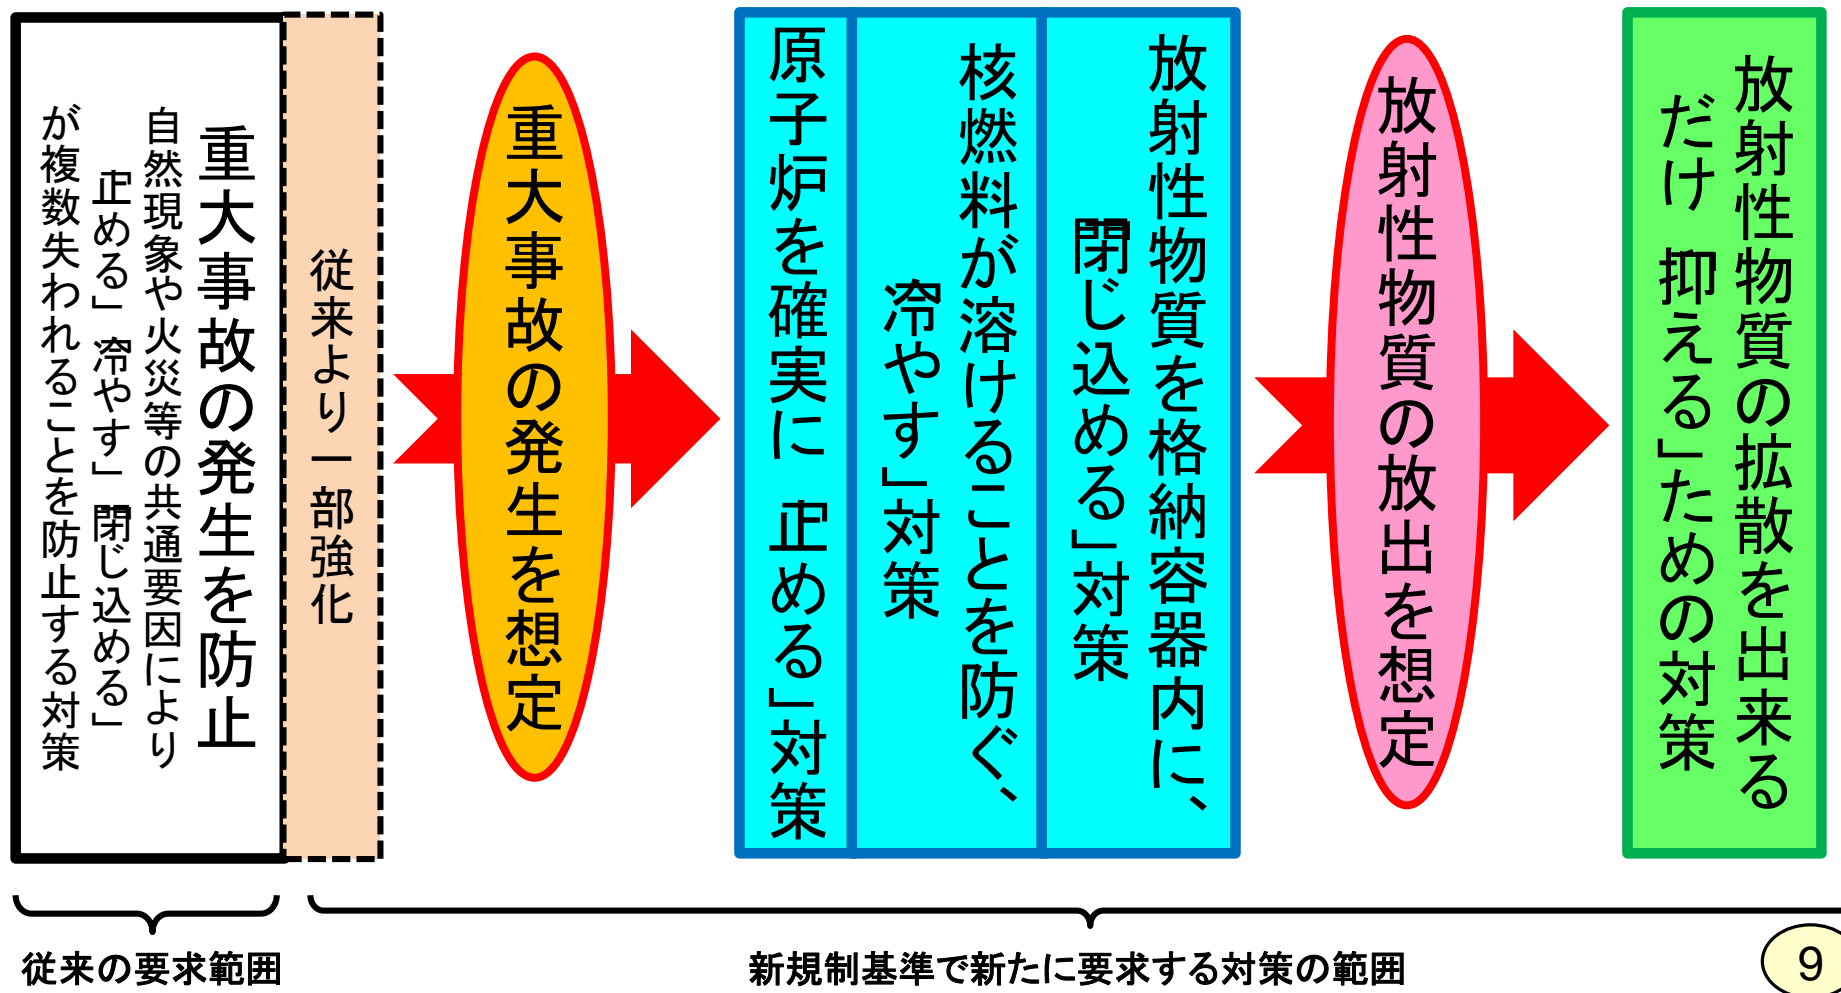 重大事故の発生を防止
自然現象や火災等の共通要因により
「止める」「冷やす」「閉じ込める」
が複数失われることを防止する対策
従来より一部強化
重大事故の発生を想定
原子炉を確実に「止める」対策
核燃料が溶けることを防ぐ、
「冷やす」対策
放射性物質を格納容器内に、
「閉じ込める」対策
放射性物質の放出を想定
放射性物質の拡散を出来る
だけ「抑える」ための対策
従来の要求範囲
新規制基準で新たに要求する対策の範囲
9